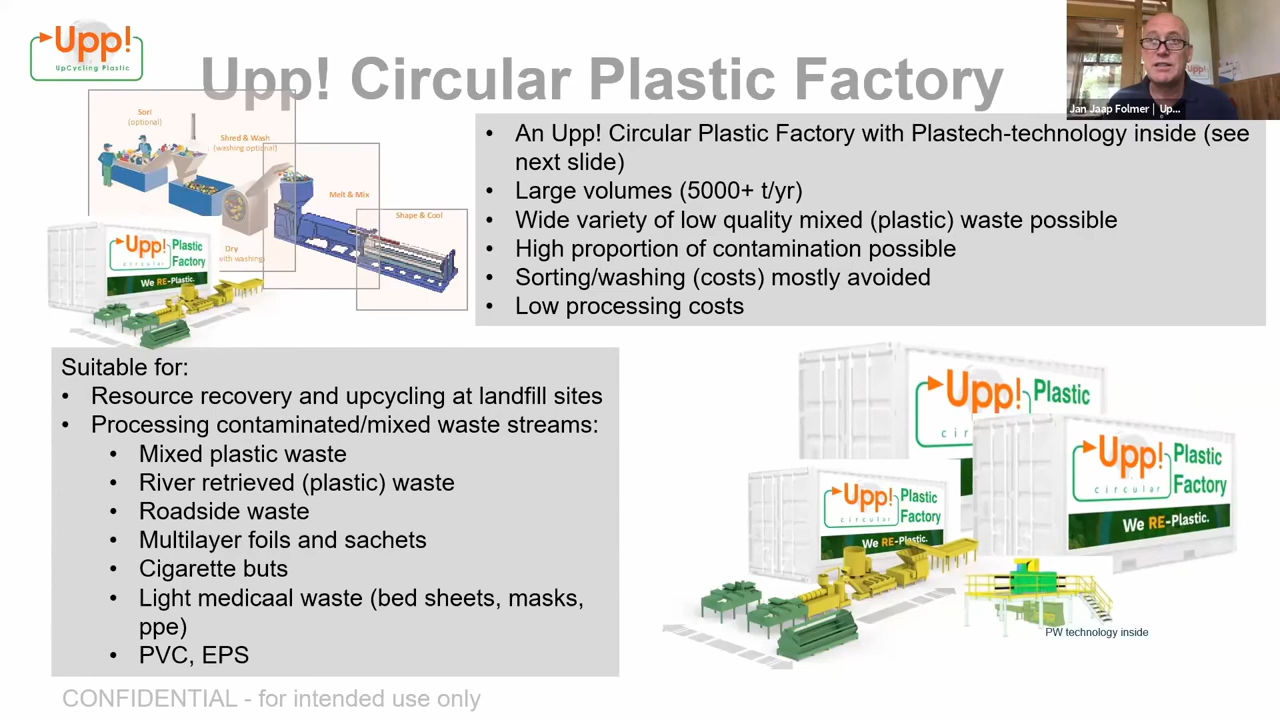 Upp!
UpCycling Plastic
Upp! Circular Plastic Factory
Jan Jaap Folmer | Up...
Sort
(optional)
Shred & Wash
(washing optional)
Melt & Mix
Shape & Cool
Dry
with washing
Upp! Plastic
circular Factory
We RE-Plastic.
• An Upp! Circular Plastic Factory with Plastech-technology inside (see
next slide)
• Large volumes (5000+ t/yr)
• Wide variety of low quality mixed (plastic) waste possible
• High proportion of contamination possible
• Sorting/washing (costs) mostly avoided
• Low processing costs
Suitable for:
• Resource recovery and upcycling at landfill sites
• Processing contaminated/mixed waste streams:
• Mixed plastic waste
• River retrieved (plastic) waste
• Roadside waste
• Multilayer foils and sachets
• Cigarette buts
• Light medicaal waste (bed sheets, masks,
ppe)
• PVC, EPS
Upp! Plastic
Upp! Plastic
circular Factory
We RE-Plastic.
Upp! Plastic
circular Factory
We RE-Plastic.
PW technology inside
CONFIDENTIAL - for intended use only